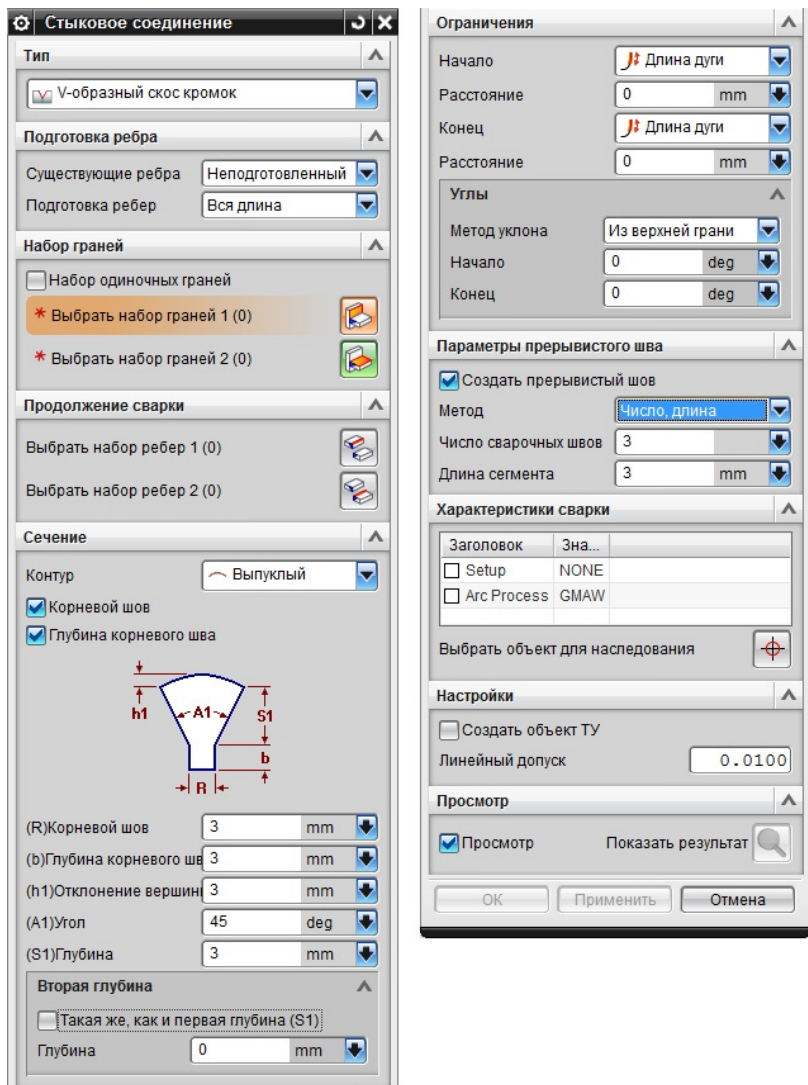 Стыковое соединение
Тип
V-образный скос кромок
Подготовка ребра
Существующие ребра Неподготовленный
Подготовка ребер Вся длина
Набор граней
Набор одиночных граней
* Выбрать набор граней 1 (0)
* Выбрать набор граней 2 (0)
Продолжение сварки
Выбрать набор ребер 1 (0)
Выбрать набор ребер 2 (0)
Сечение
Контур Выпуклый
Корневой шов
Глубина корневого шва
h1 A1 S1
b
R
(R)Корневой шов 3 mm
(b)Глубина корневого шв 3 mm
(h1)Отклонение вершин 3 mm
(A1)Угол 45 deg
(S1)Глубина 3 mm
Вторая глубина
Такая же, как и первая глубина (S1)
Глубина 0 mm
Ограничения
Начало Длина дуги
Расстояние 0 mm
Конец Длина дуги
Расстояние 0 mm
Углы
Метод уклона Из верхней грани
Начало 0 deg
Конец 0 deg
Параметры прерывистого шва
Создать прерывистый шов
Метод Число, длина
Число сварочных швов 3
Длина сегмента 3 mm
Характеристики сварки
Заголовок Зна...
Setup NONE
Arc Process GMAW
Выбрать объект для наследования
Настройки
Создать объект ТУ
Линейный допуск 0.0100
Просмотр
Просмотр Показать результат
ОК Применить Отмена